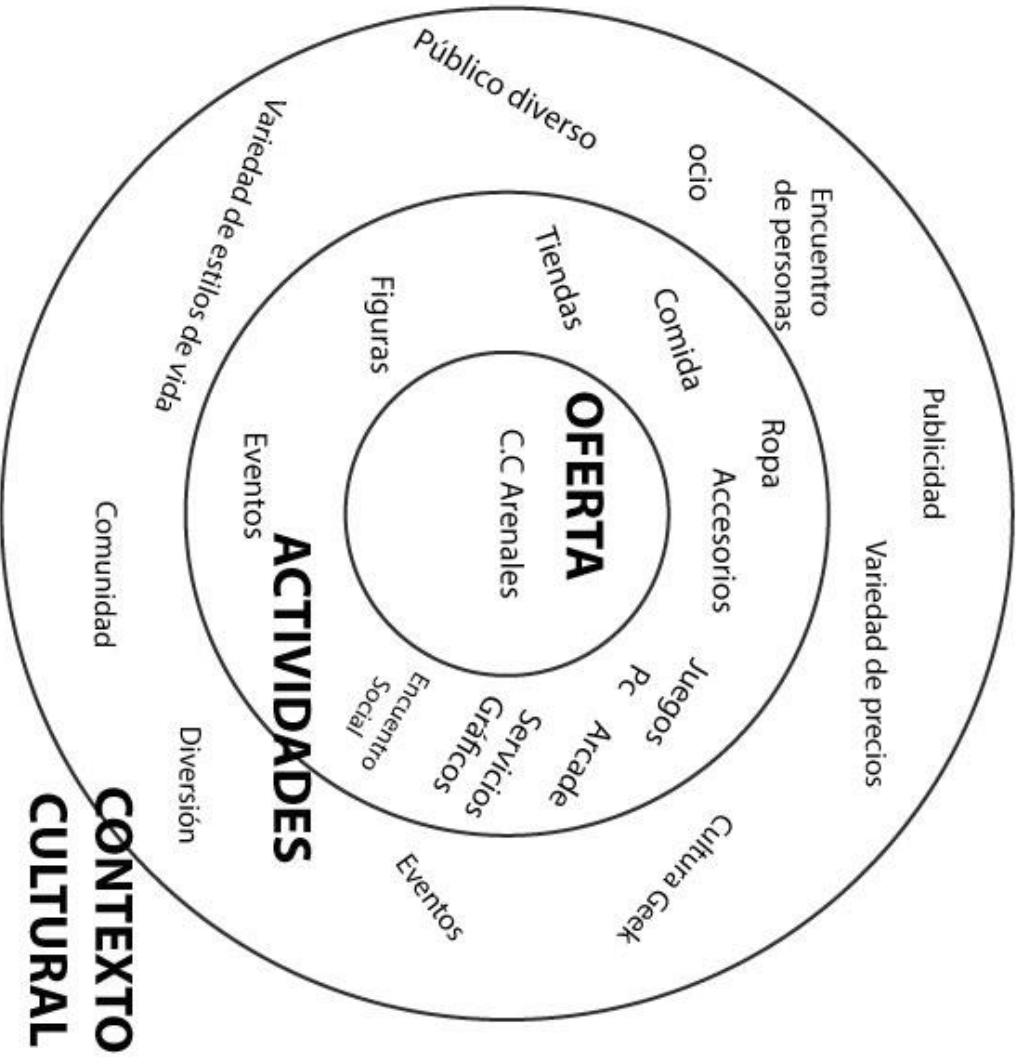 Publicidad
Variedad de precios
Encuentro
de personas
ocio
Público diverso
Variedad de estilos de vida
Comunidad
Diversión
Eventos
Cultura Geek
Ropa
Accesorios
Comida
Tiendas
Figuras
Eventos
Juegos
Pc
Arcade
Servicios
Gráficos
Encuentro
Social
OFERTA
C.C Arenales
ACTIVIDADES
CONTEXTO
CULTURAL